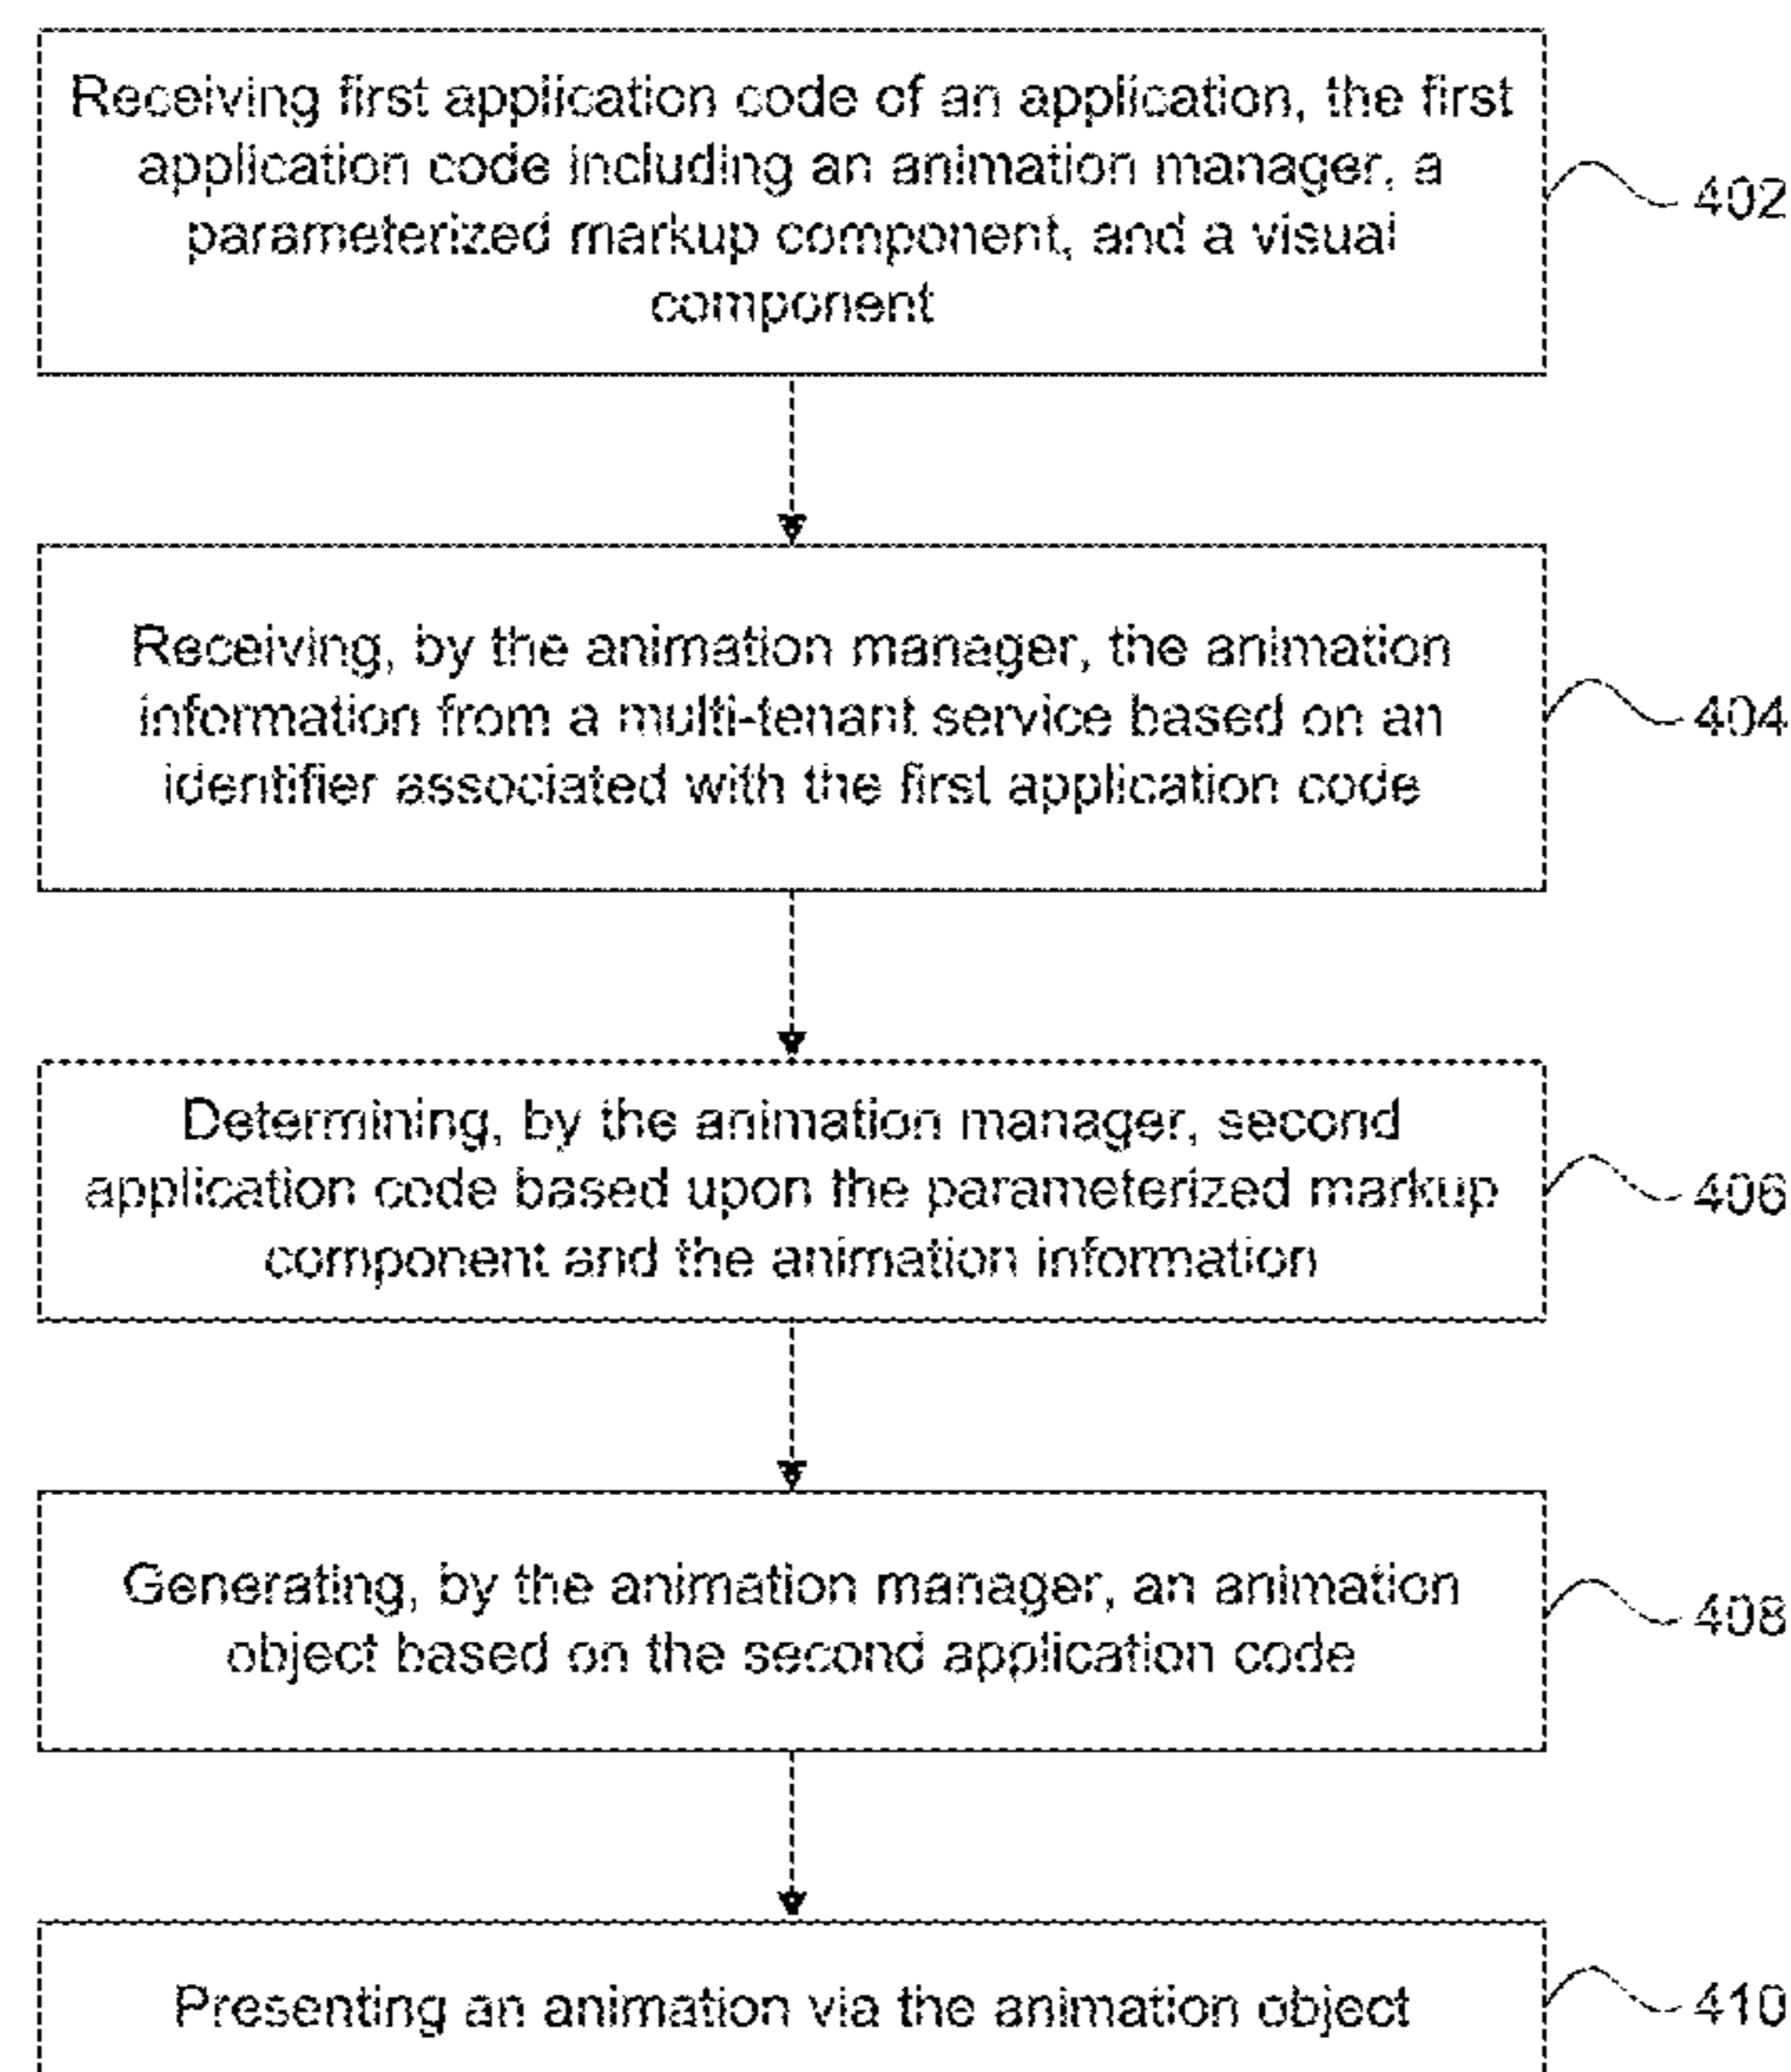 Receiving first application code of an application, the first
application code including an animation manager, a
parameterized markup component, and a visual
component
402
Receiving, by the animation manager, the animation
information from a multi-tenant service based on an
identifier associated with the first application code
404
Determining, by the animation manager, second
application code based upon the parameterized markup
component and the animation information
406
Generating, by the animation manager, an animation
object based on the second application code
408
Presenting an animation via the animation object
410